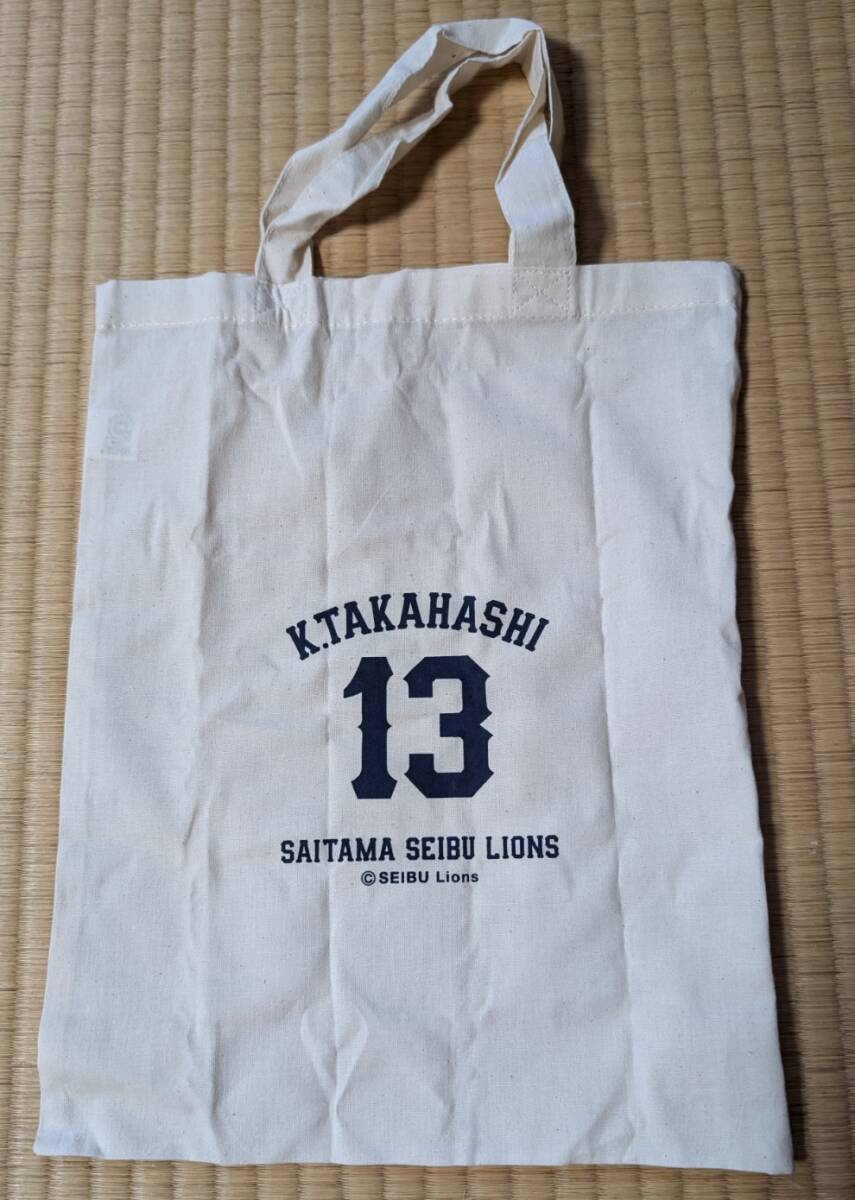 K.TAKAHASHI
13
SAITAMA SEIBU LIONS
©SEIBU Lions